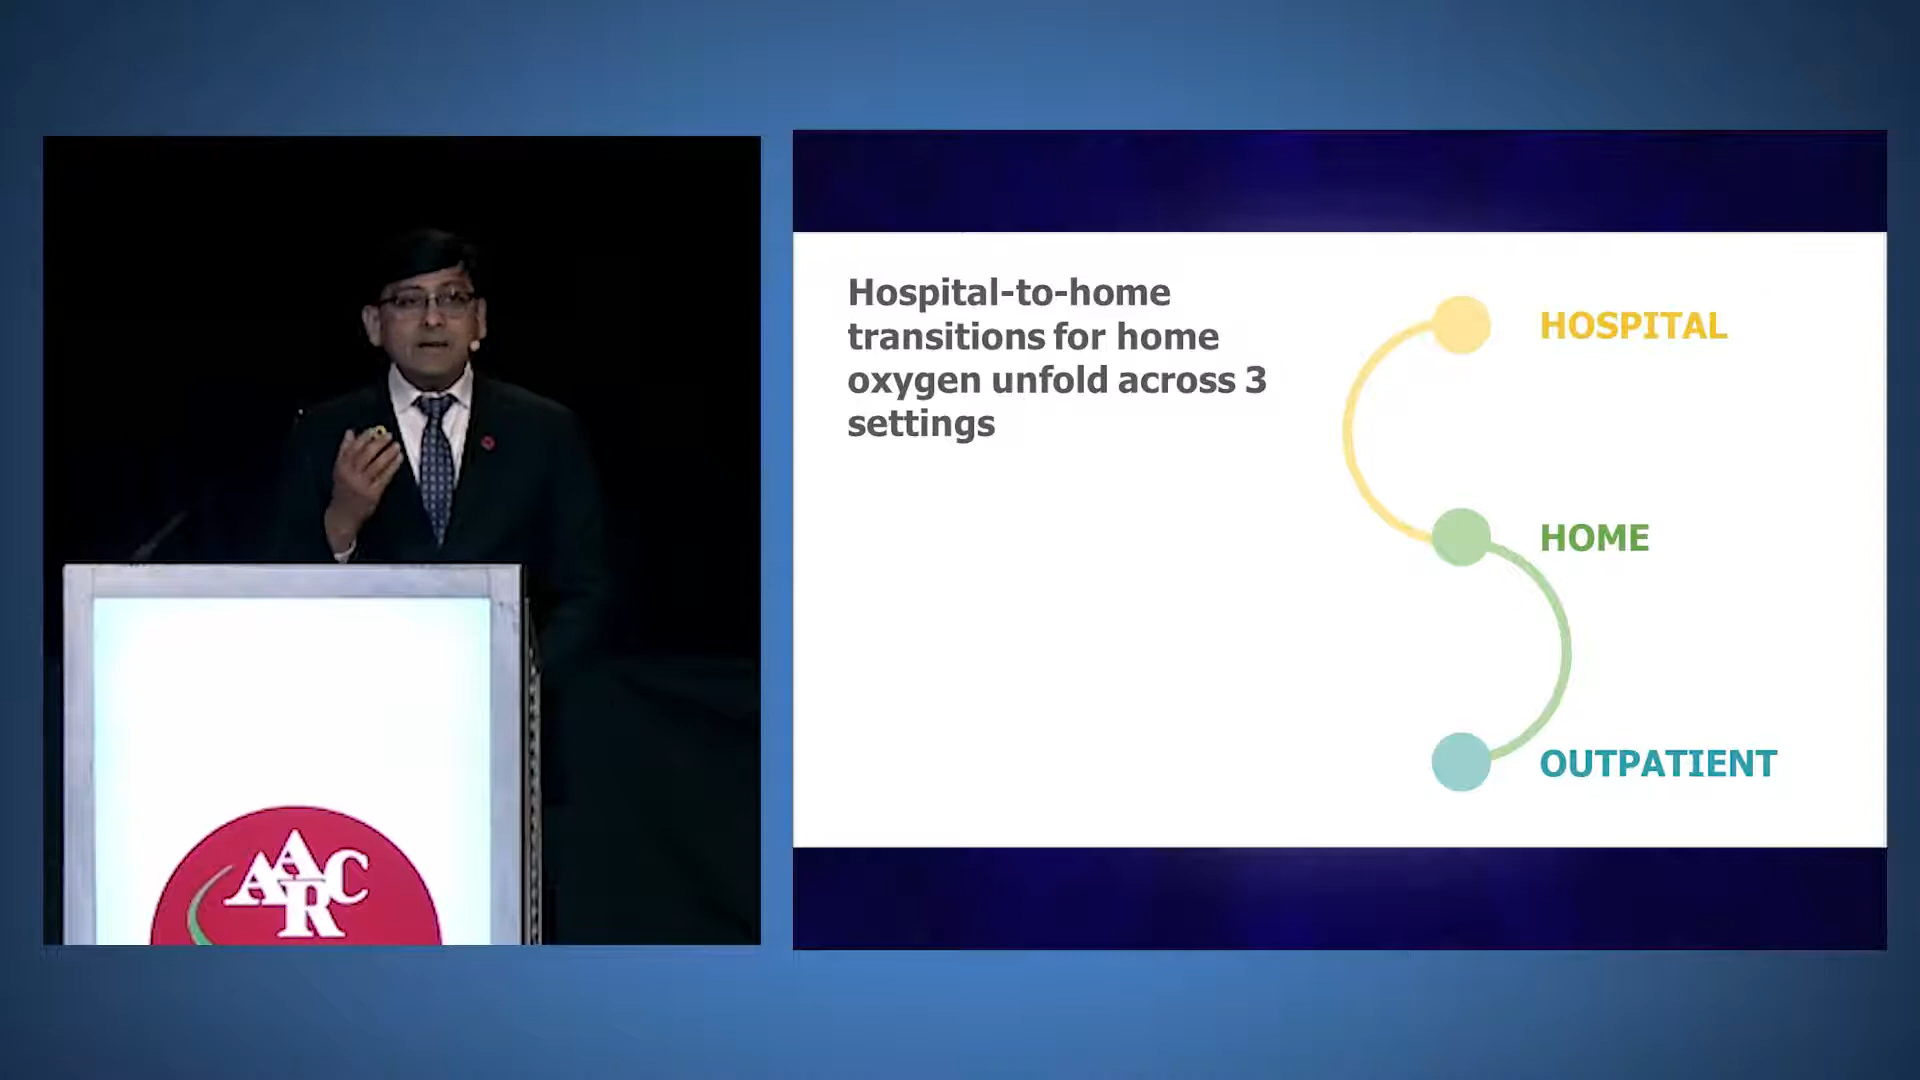 Hospital-to-home
transitions for home
oxygen unfold across 3
settings
HOSPITAL
HOME
OUTPATIENT
AARC